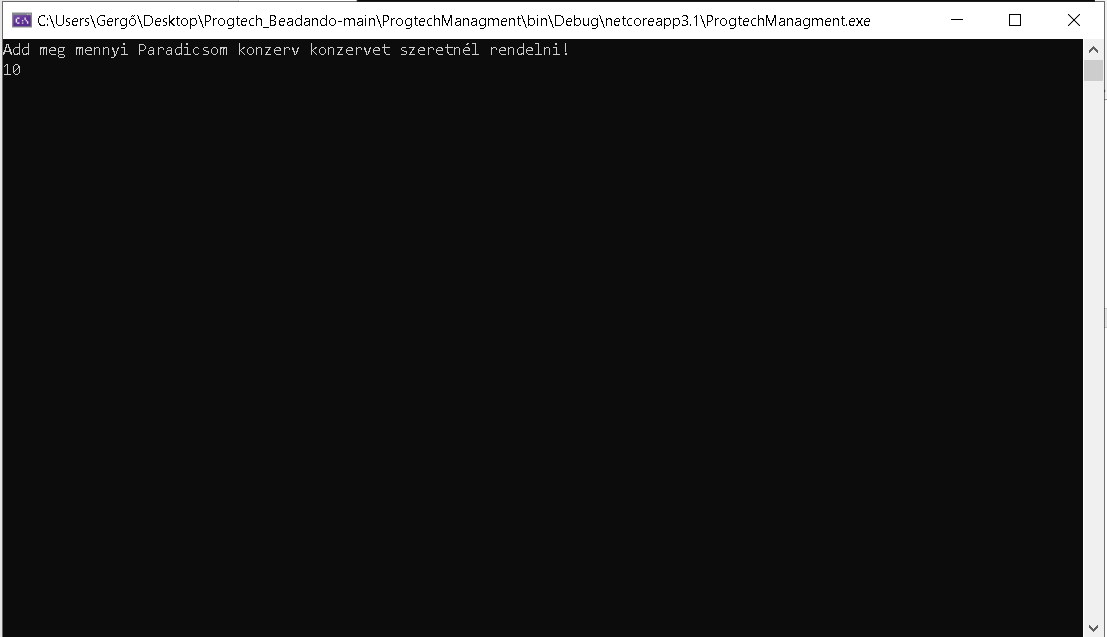 C:\Users\Gergő\Desktop\Progtech_Beadando-main\ProgtechManagment\bin\Debug\netcoreapp3.1\ProgtechManagment.exe
Add meg mennyi Paradicsom konzerv konzervet szeretnél rendelni!
10